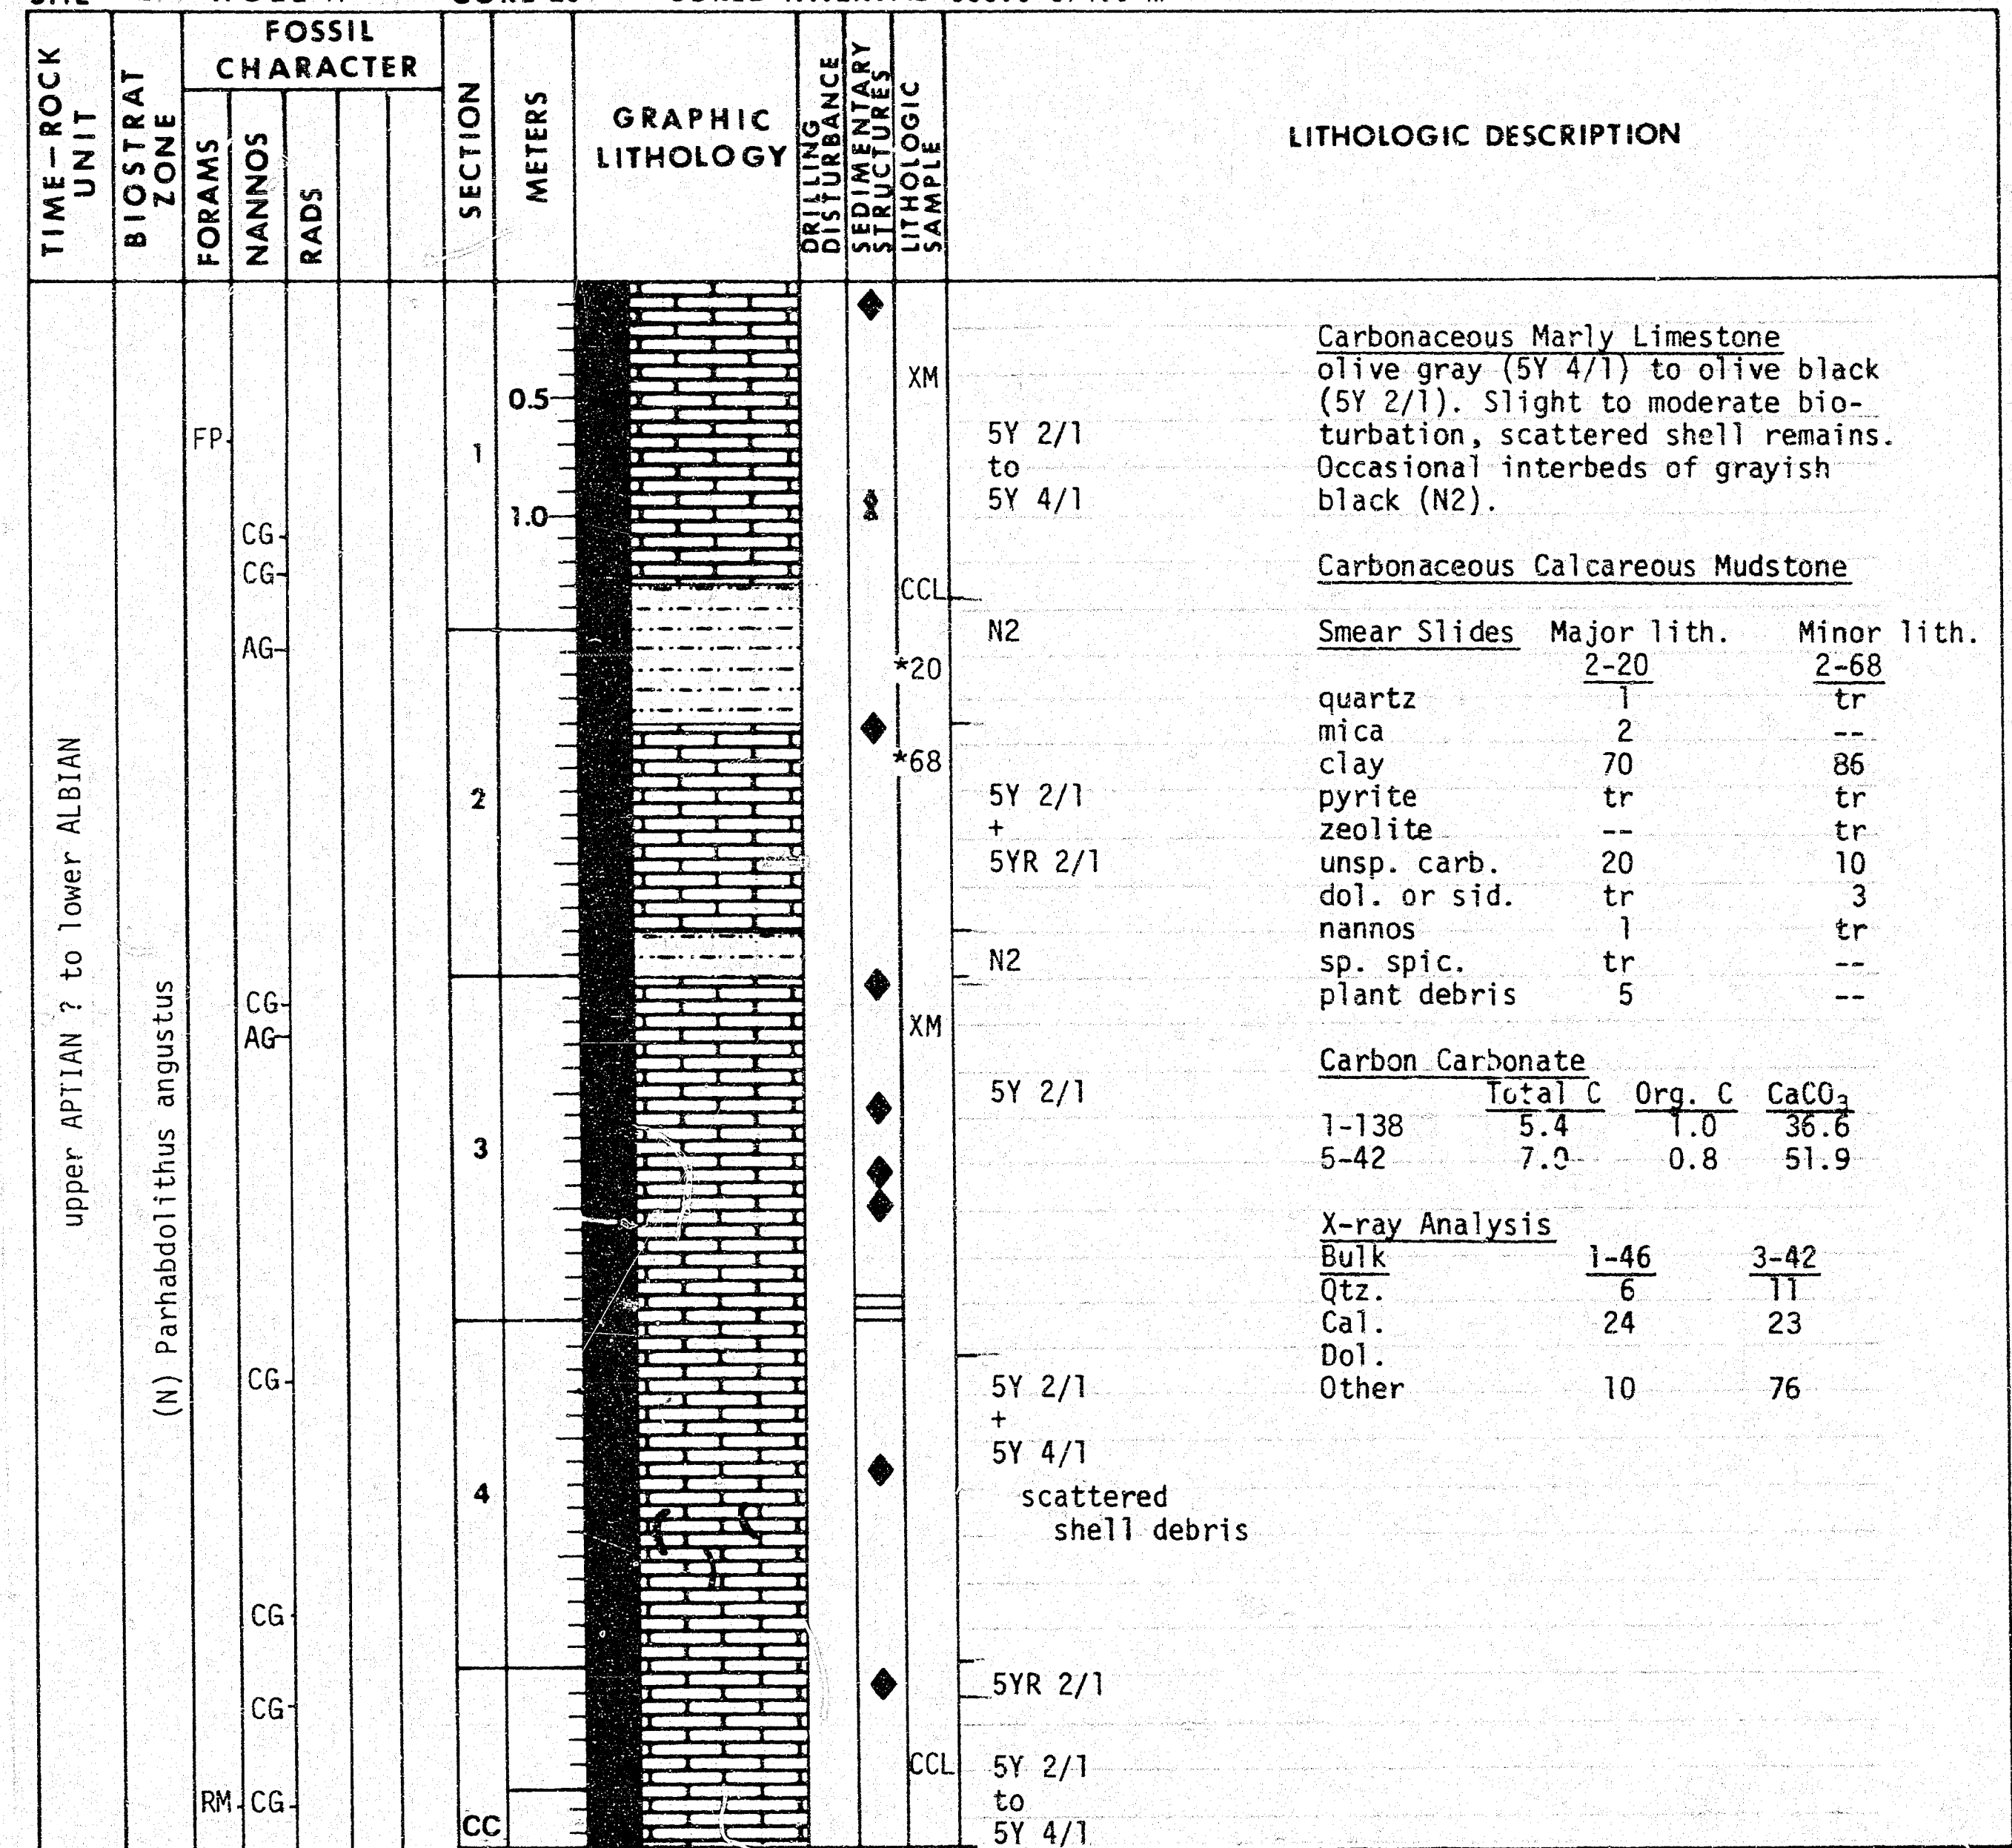 FOSSIL
CHARACTER
TIME-ROCK
UNIT
BIOSTRAT
ZONE
FORAMS
NANNOS
RADS
SECTION
METERS
GRAPHIC
LITHOLOGY
DRILLING
DISTURBANCE
SEDIMENTARY
STRUCTURES
LITHOLOGIC
SAMPLE
LITHOLOGIC DESCRIPTION
upper APTIAN ? to lower ALBIAN
(N) Parhabdolithus angustus
FP
RM
CG
CG
AG
CG
AG
CG
CG
CG
CG
1
2
3
4
CC
0.5
1.0
XM
CCL
*20
*68
XM
CCL
5Y 2/1
to
5Y 4/1
N2
5Y 2/1
+
5YR 2/1
N2
5Y 2/1
5Y 2/1
+
5Y 4/1
scattered
shell debris
5YR 2/1
5Y 2/1
to
5Y 4/1
Carbonaceous Marly Limestone
olive gray (5Y 4/1) to olive black
(5Y 2/1). Slight to moderate bio-
turbation, scattered shell remains.
Occasional interbeds of grayish
black (N2).
Carbonaceous Calcareous Mudstone
Smear Slides Major lith. Minor lith.
2-20 2-68
quartz 1 tr
mica 2 --
clay 70 86
pyrite tr tr
zeolite -- tr
unsp. carb. 20 10
dol. or sid. tr 3
nannos 1 tr
sp. spic. tr --
plant debris 5 --
Carbon Carbonate
Total C Org. C CaCO₃
1-138 5.4 1.0 36.6
5-42 0.8 51.9
X-ray Analysis
Bulk 1-46 3-42
Qtz. 6 11
Cal. 24 23
Dol.
Other 10 76